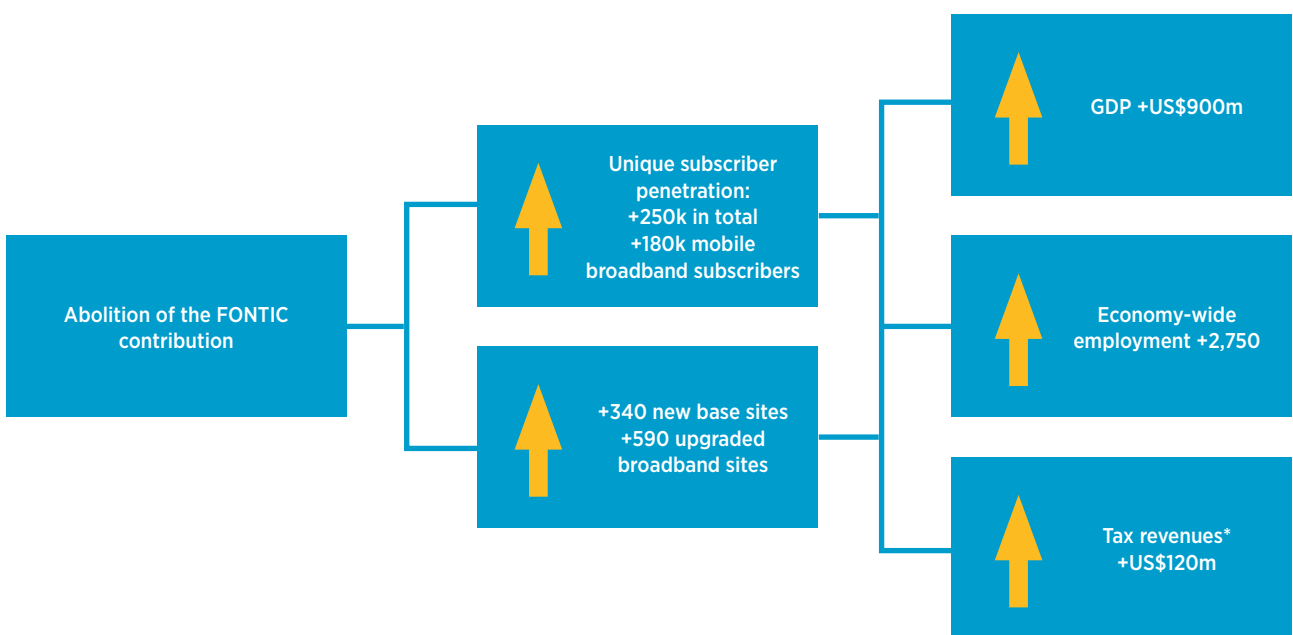 Abolition of the FONTIC
contribution
Unique subscriber
penetration:
+250k in total
+180k mobile
broadband subscribers
+340 new base sites
+590 upgraded
broadband sites
GDP +US$900m
Economy-wide
employment +2,750
Tax revenues*
+US$120m